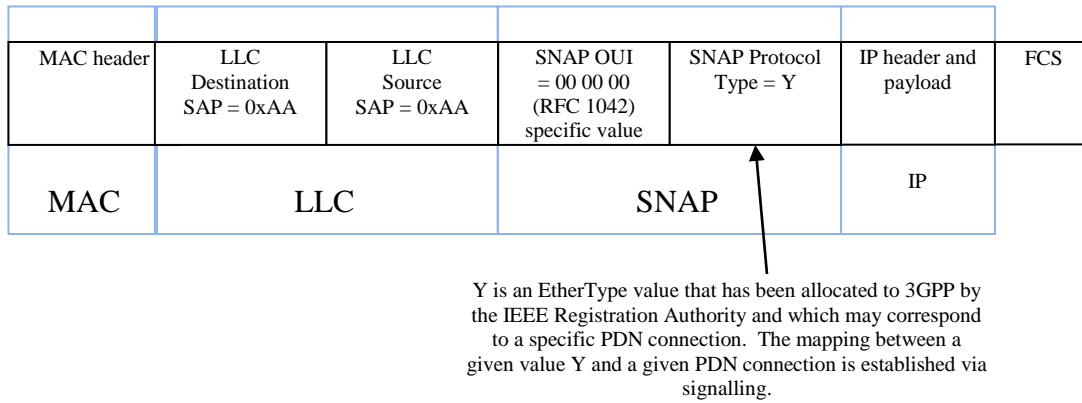 MAC header
LLC
Destination
SAP = 0xAA
LLC
Source
SAP = 0xAA
SNAP OUI
= 00 00 00
(RFC 1042)
specific value
SNAP Protocol
Type = Y
IP header and
payload
FCS
MAC
LLC
SNAP
IP
Y is an EtherType value that has been allocated to 3GPP by
the IEEE Registration Authority and which may correspond
to a specific PDN connection.  The mapping between a
given value Y and a given PDN connection is established via
signalling.